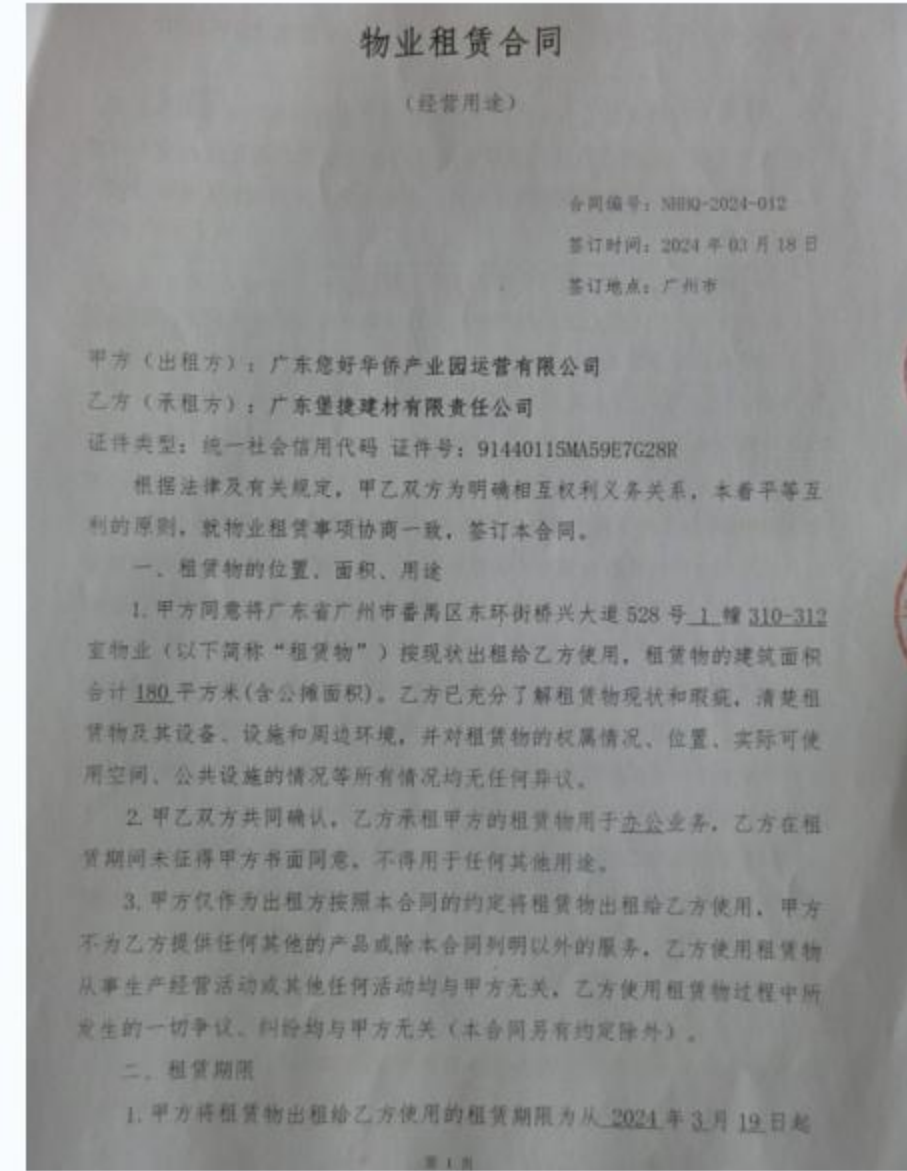 物业租赁合同
（经营用途）
合同编号：NHHQ-2024-012
签订时间：2024年03月18日
签订地点：广州市
甲方（出租方）：广东您好华侨产业园运营有限公司
乙方（承租方）：广东堡捷建材有限责任公司
证件类型：统一社会信用代码 证件号：91440115MA59E7G28R
根据法律及有关规定，甲乙双方为明确相互权利义务关系，本着平等互
利的原则，就物业租赁事项协商一致，签订本合同。
一、租赁物的位置、面积、用途
1.甲方同意将广东省广州市番禺区东环街桥兴大道528号 1 幢310-312
室物业（以下简称“租赁物”）按现状出租给乙方使用，租赁物的建筑面积
合计180平方米(含公摊面积)。乙方已充分了解租赁物现状和瑕疵，清楚租
赁物及其设备、设施和周边环境，并对租赁物的权属情况、位置、实际可使
用空间、公共设施的情况等所有情况均无任何异议。
2.甲乙双方共同确认，乙方承租甲方的租赁物用于办公业务，乙方在租
赁期间未征得甲方书面同意，不得用于任何其他用途。
3.甲方仅作为出租方按照本合同的约定将租赁物出租给乙方使用，甲方
不为乙方提供任何其他的产品或除本合同列明以外的服务，乙方使用租赁物
从事生产经营活动或其他任何活动均与甲方无关，乙方使用租赁物过程中所
发生的一切争议、纠纷均与甲方无关（本合同另有约定除外）。
二、租赁期限
1.甲方将租赁物出租给乙方使用的租赁期限为从 2024 年 3 月 19 日起
第 1 页